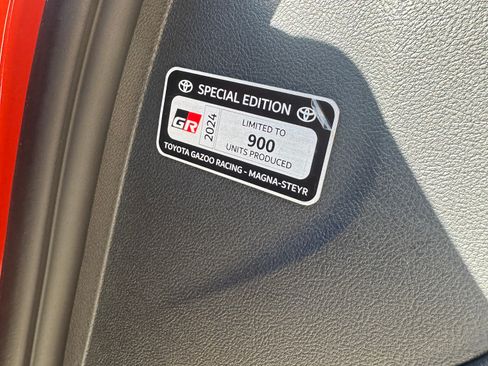 SPECIAL EDITION
GR
2024
LIMITED TO
900
UNITS PRODUCED
TOYOTA GAZOO RACING - MAGNA-STEYR